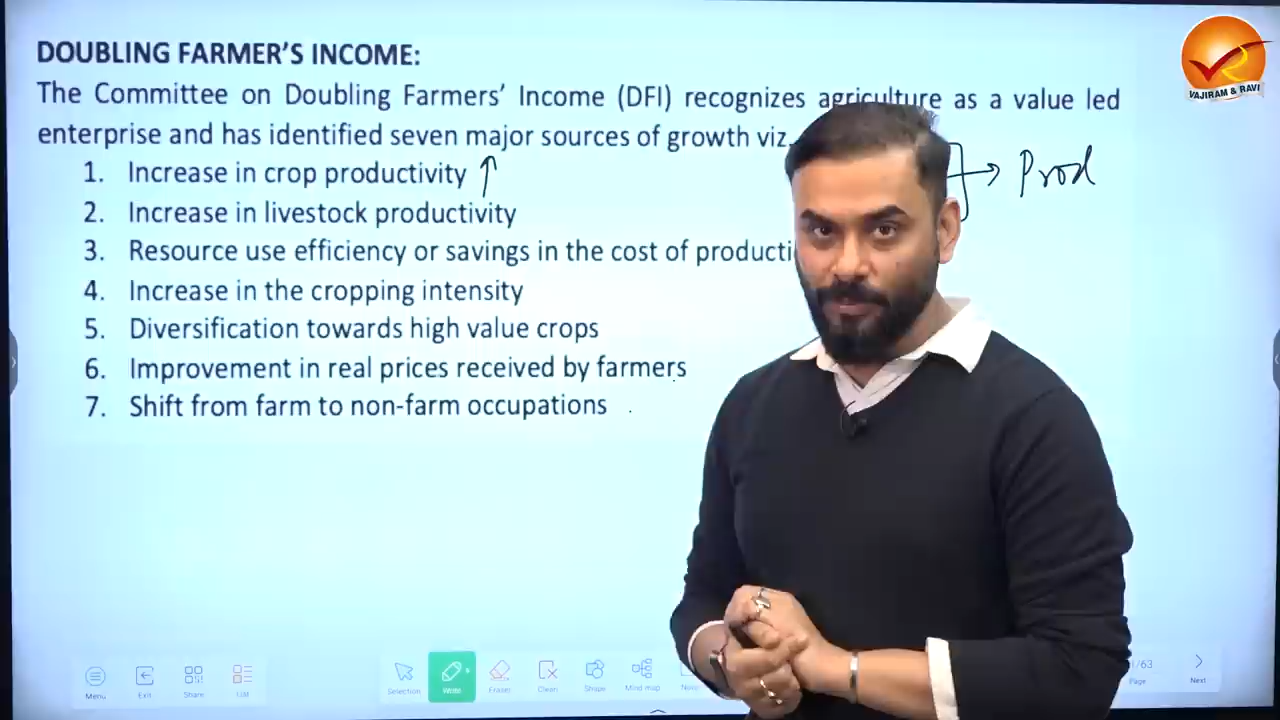 DOUBLING FARMER'S INCOME:
The Committee on Doubling Farmers' Income (DFI) recognizes agriculture as a value led
enterprise and has identified seven major sources of growth viz.
1. Increase in crop productivity ↑
2. Increase in livestock productivity
→ Prod
3. Resource use efficiency or savings in the cost of producti
4. Increase in the cropping intensity
5. Diversification towards high value crops
6. Improvement in real prices received by farmers
7. Shift from farm to non-farm occupations
VAJIRAM & RAVI
Menu Exit Share List Selection Write Eraser Clean Shape Mind map Page Next
/63